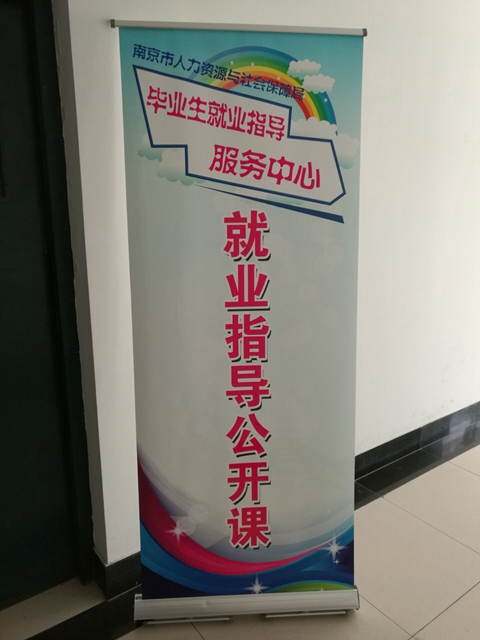 南京市人力资源与社会保障局
毕业生就业指导
服务中心
就业指导公开课